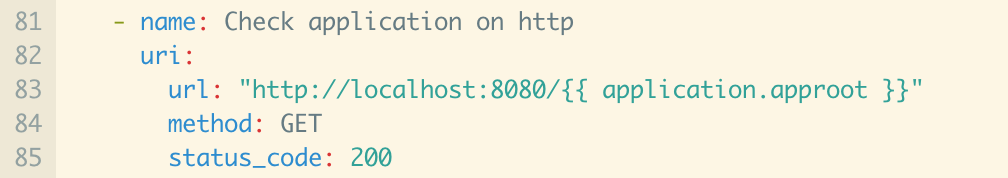 81 - name: Check application on http
82 uri:
83 url: "http://localhost:8080/{{ application.approot }}"
84 method: GET
85 status_code: 200